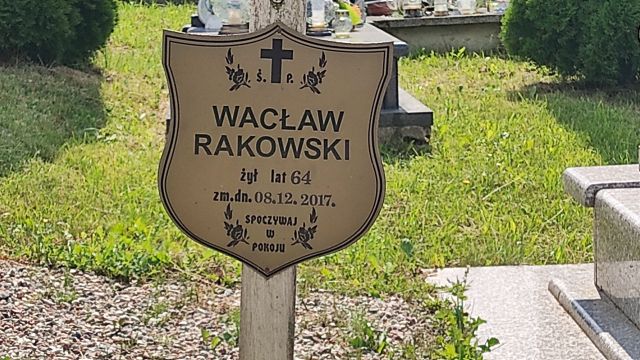 Ś. P.
WACŁAW
RAKOWSKI
żył lat 64
zm.dn. 08.12.2017.
SPOCZYWAJ
W
POKOJU